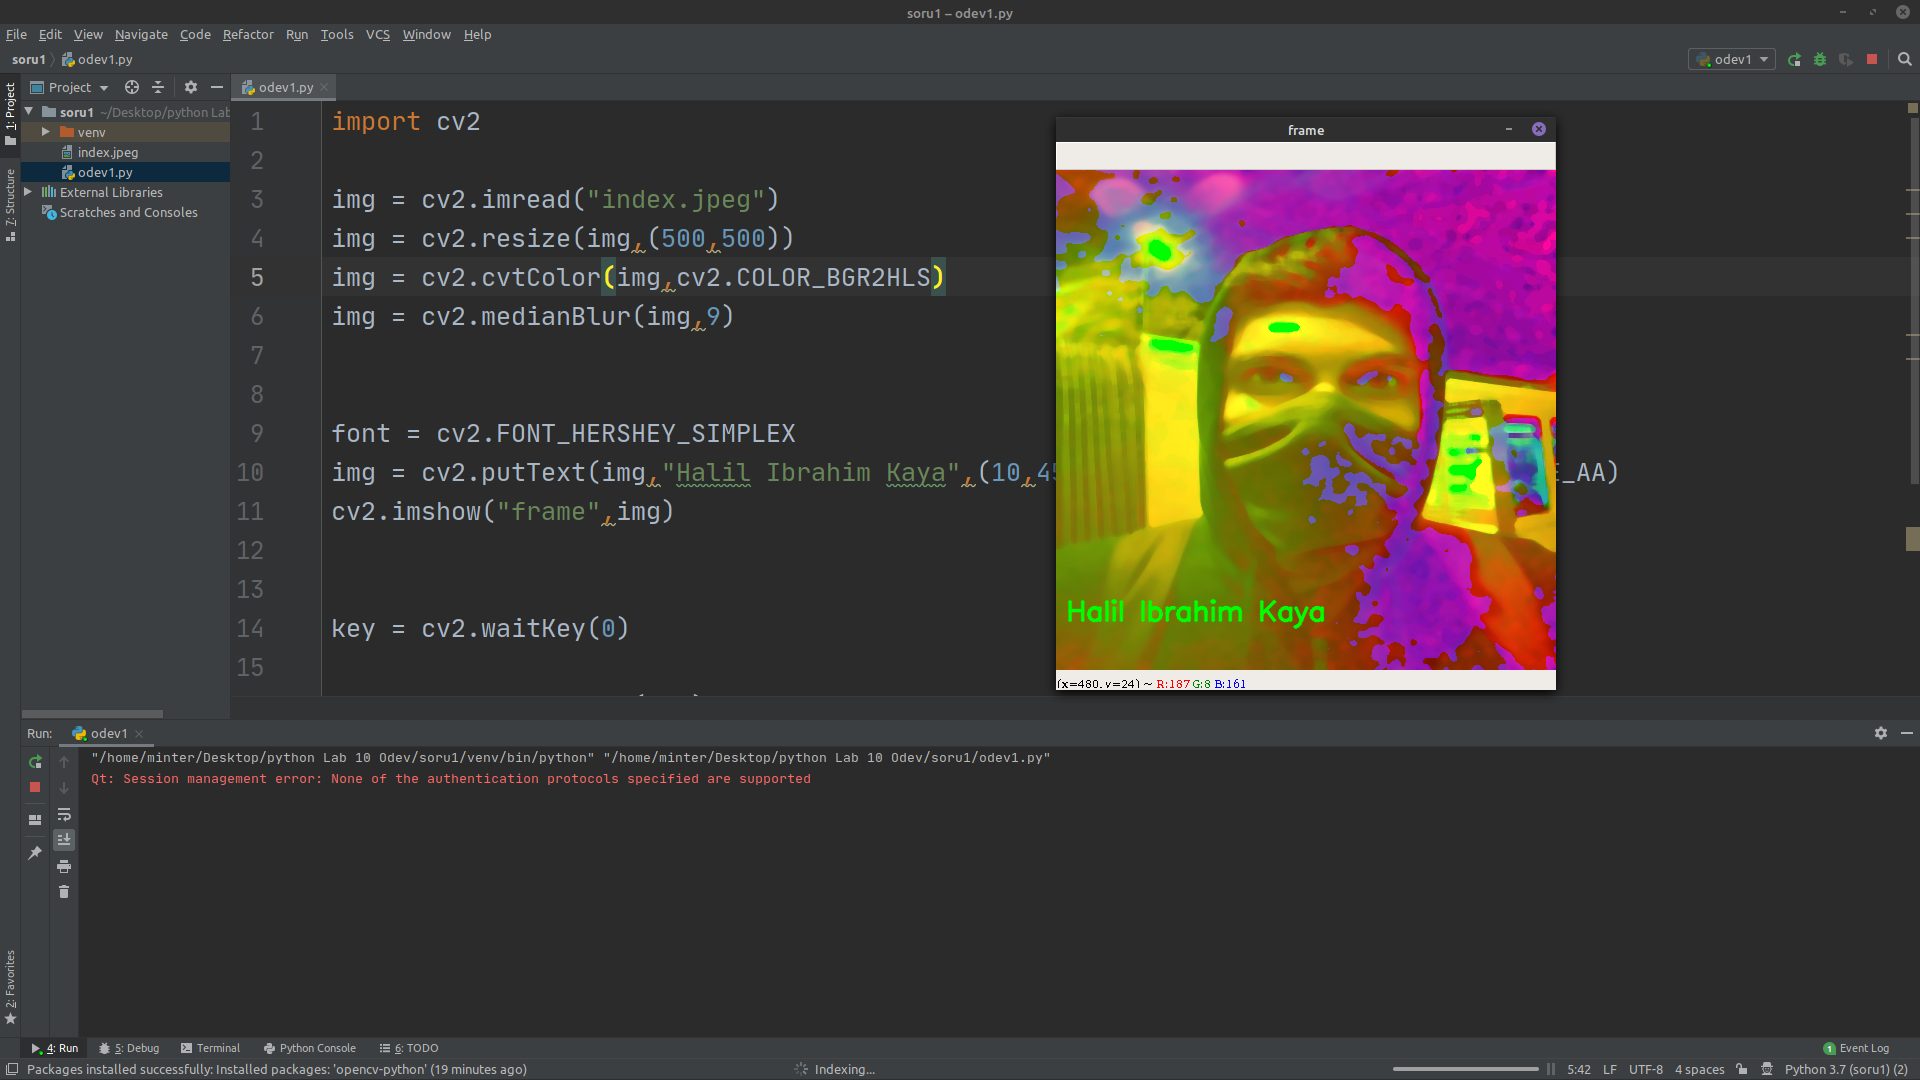 soru1 – odev1.py
File Edit View Navigate Code Refactor Run Tools VCS Window Help
soru1 odev1.py
odev1
Project
odev1.py
1: Project
7: Structure
2: Favorites
soru1 ~/Desktop/python Lab
venv
index.jpeg
odev1.py
External Libraries
Scratches and Consoles
1 import cv2
2
3 img = cv2.imread("index.jpeg")
4 img = cv2.resize(img,(500,500))
5 img = cv2.cvtColor(img,cv2.COLOR_BGR2HLS)
6 img = cv2.medianBlur(img,9)
7
8
9 font = cv2.FONT_HERSHEY_SIMPLEX
10 img = cv2.putText(img,"Halil Ibrahim Kaya",(10,45 E_AA)
11 cv2.imshow("frame",img)
12
13
14 key = cv2.waitKey(0)
15
frame
Halil Ibrahim Kaya
(x=480, y=24) ~ R:187 G:8 B:161
Run: odev1
"/home/minter/Desktop/python Lab 10 Odev/soru1/venv/bin/python" "/home/minter/Desktop/python Lab 10 Odev/soru1/odev1.py"
Qt: Session management error: None of the authentication protocols specified are supported
4: Run 5: Debug Terminal Python Console 6: TODO
1 Event Log
Packages installed successfully: Installed packages: 'opencv-python' (19 minutes ago)
Indexing...
5:42 LF UTF-8 4 spaces Python 3.7 (soru1) (2)